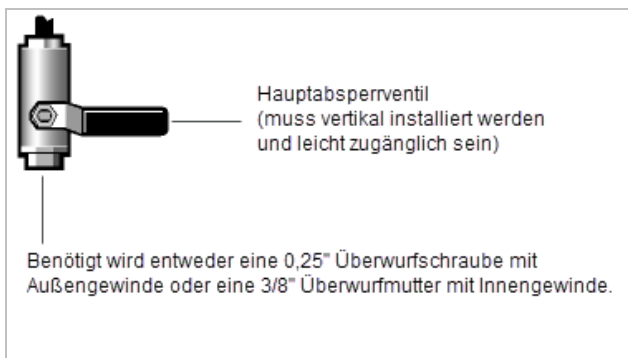 Hauptabsperrventil
(muss vertikal installiert werden
und leicht zugänglich sein)
Benötigt wird entweder eine 0,25" Überwurfschraube mit
Außengewinde oder eine 3/8" Überwurfmutter mit Innengewinde.